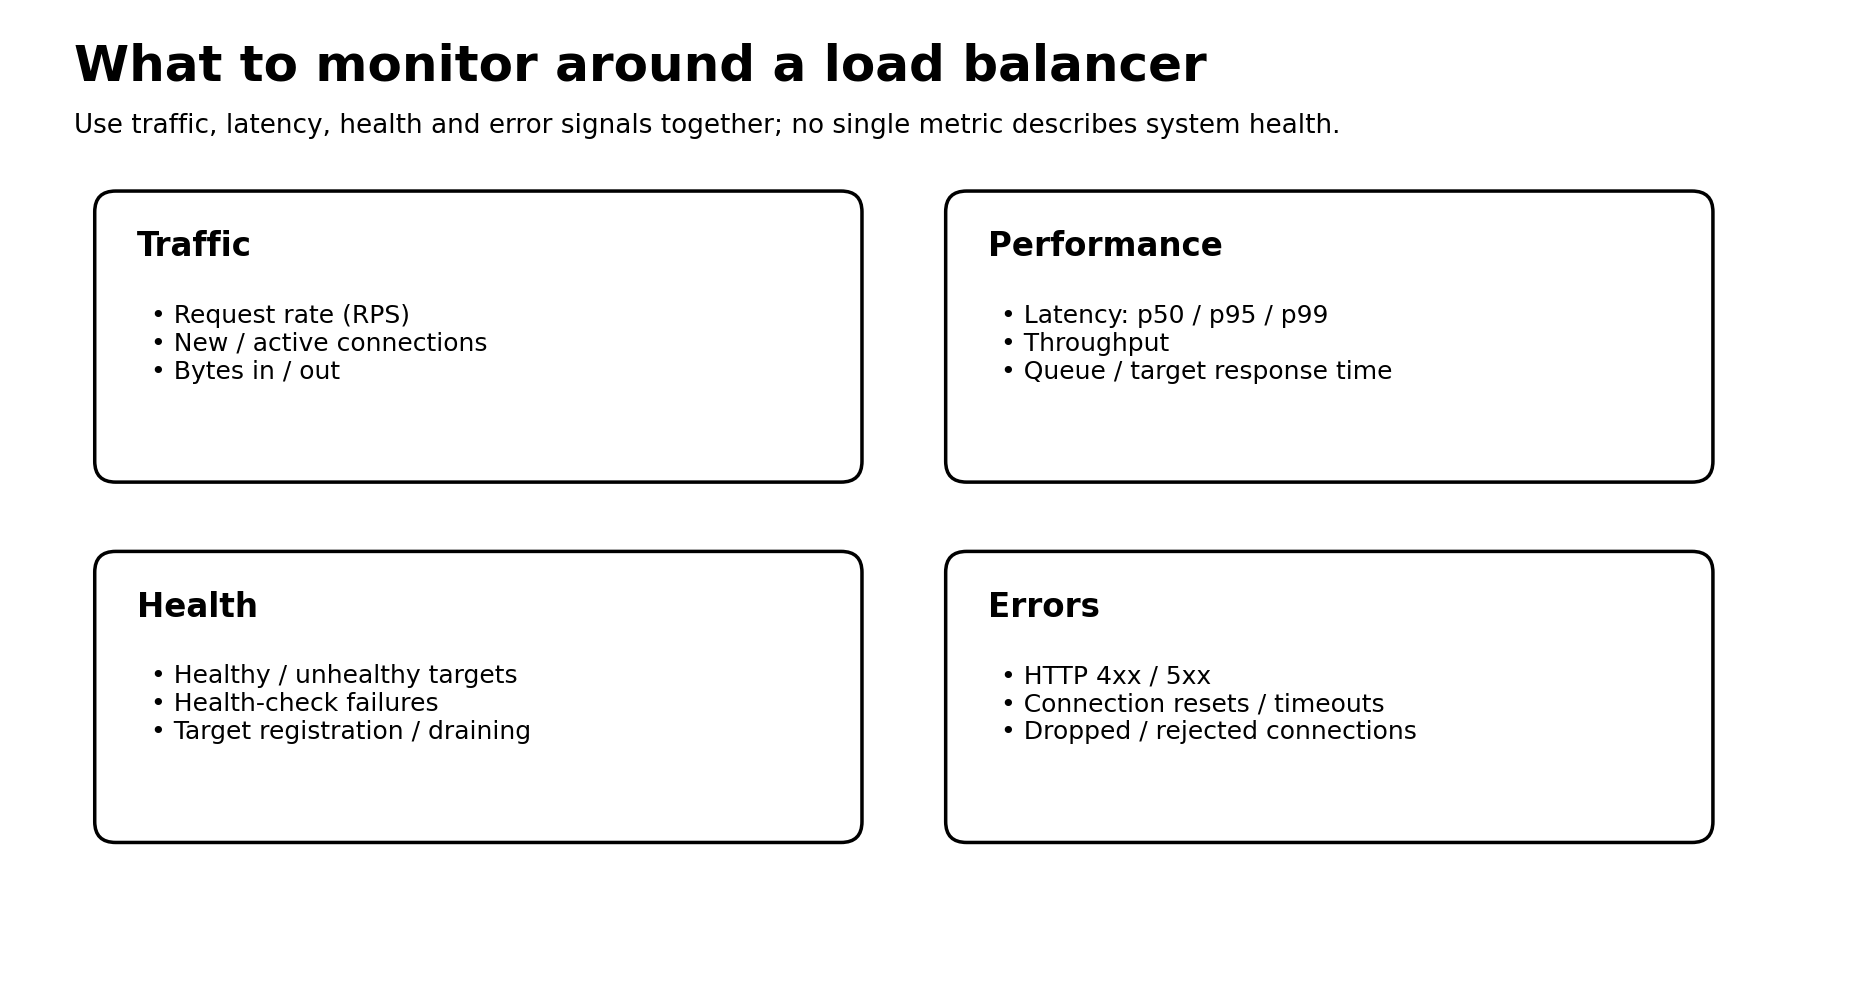 What to monitor around a load balancer
Use traffic, latency, health and error signals together; no single metric describes system health.
Traffic
• Request rate (RPS)
• New / active connections
• Bytes in / out
Performance
• Latency: p50 / p95 / p99
• Throughput
• Queue / target response time
Health
• Healthy / unhealthy targets
• Health-check failures
• Target registration / draining
Errors
• HTTP 4xx / 5xx
• Connection resets / timeouts
• Dropped / rejected connections